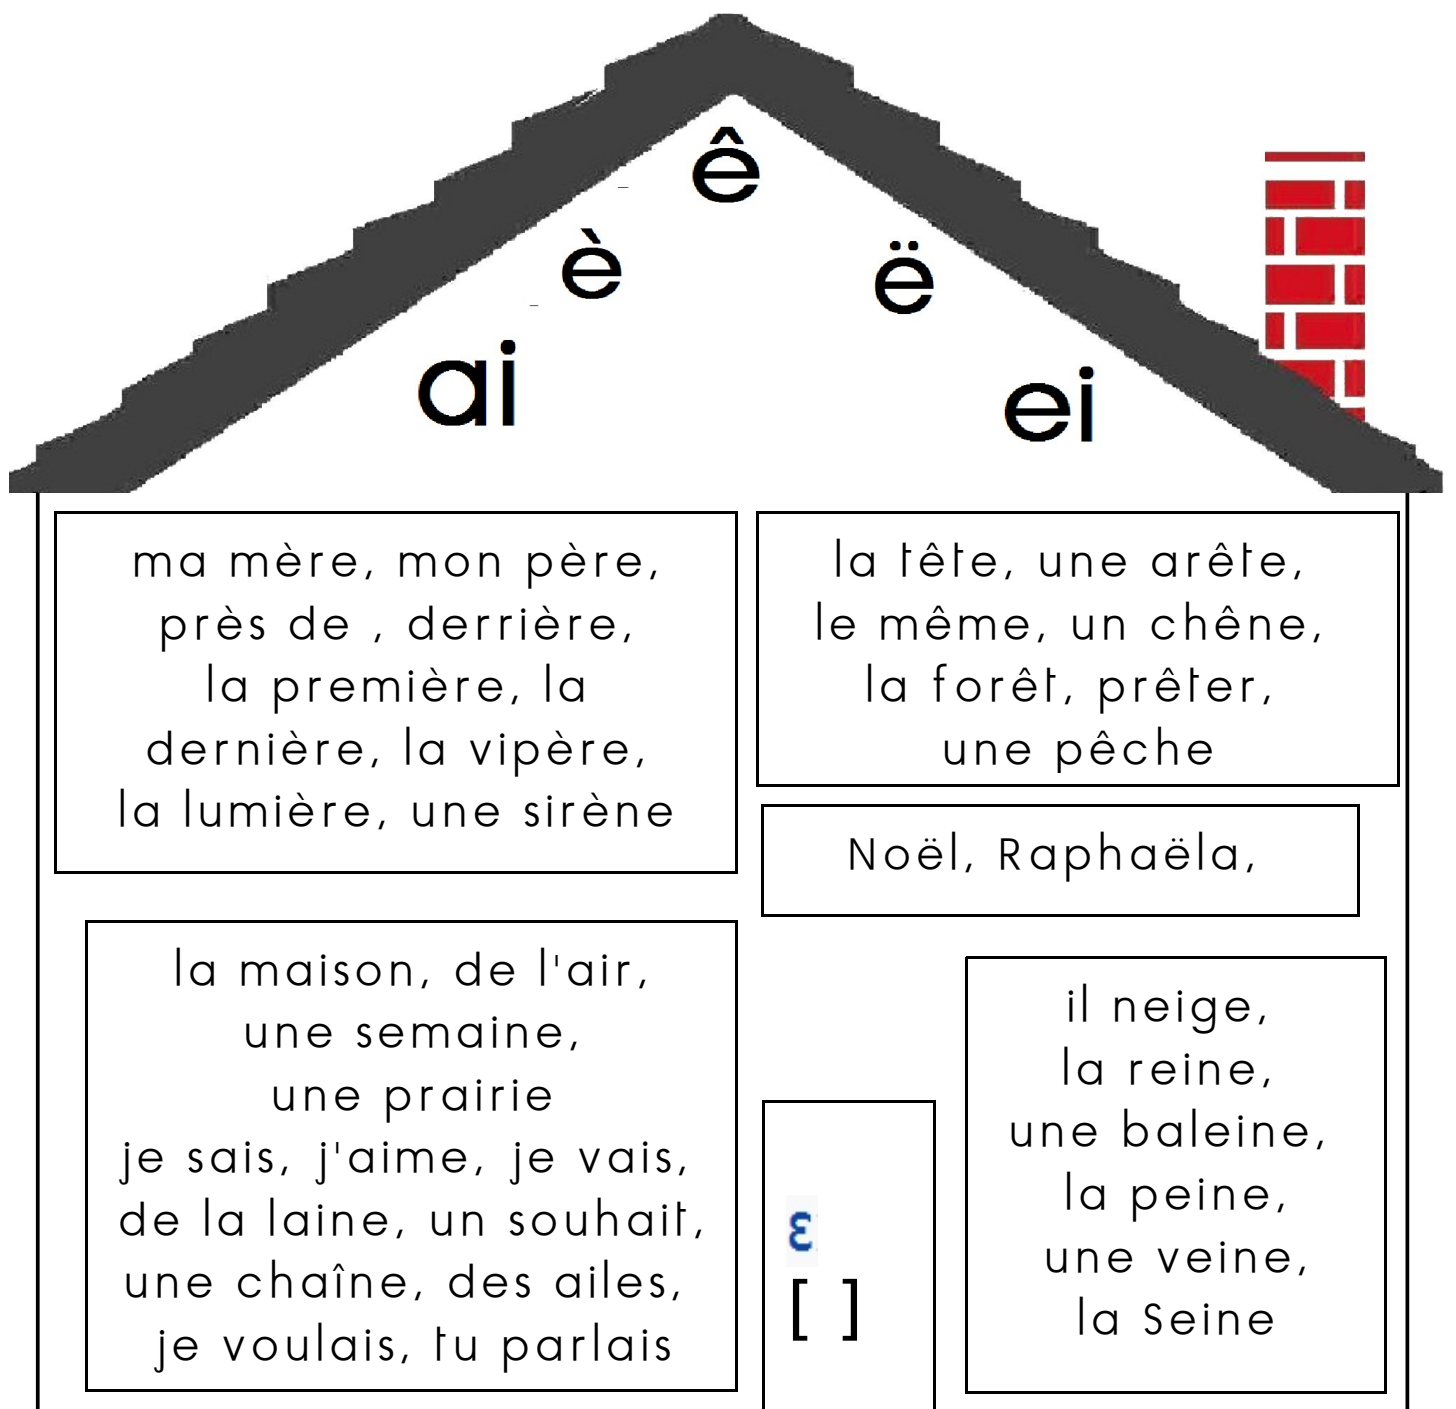 ê
è
ë
ai
ei
ma mère, mon père,
près de , derrière,
la première, la
dernière, la vipère,
la lumière, une sirène
la tête, une arête,
le même, un chêne,
la forêt, prêter,
une pêche
Noël, Raphaëla,
la maison, de l'air,
une semaine,
une prairie
je sais, j'aime, je vais,
de la laine, un souhait,
une chaîne, des ailes,
je voulais, tu parlais
ε
[ ]
il neige,
la reine,
une baleine,
la peine,
une veine,
la Seine